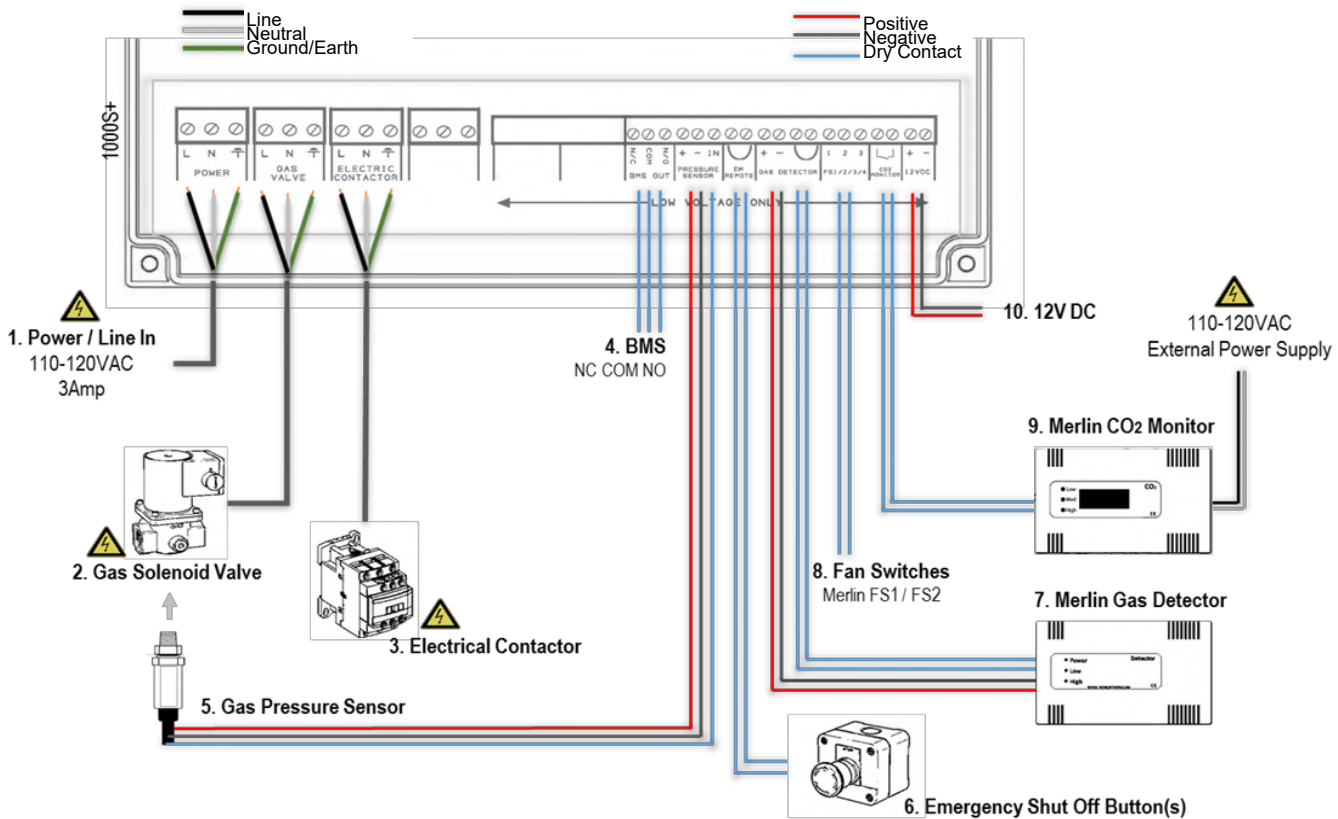 Line
Neutral
Ground/Earth
Positive
Negative
Dry Contact
1000S+
L N
POWER
L N
GAS
VALVE
L N
ELECTRIC
CONTACTOR
N/C COM N/O
BMS OUT
+ - IN
PRESSURE
SENSOR
EM
REMOTE
+ -
GAS DETECTOR
1 2 3
FS1/2/3/4
CO2
MONITOR
+ -
12VDC
LOW VOLTAGE ONLY
1. Power / Line In
110-120VAC
3Amp
4. BMS
NC COM NO
10. 12V DC
110-120VAC
External Power Supply
9. Merlin CO2 Monitor
Low
Med
High
CO2
CE
2. Gas Solenoid Valve
3. Electrical Contactor
8. Fan Switches
Merlin FS1 / FS2
7. Merlin Gas Detector
Power
Low
High
Detector
CE
5. Gas Pressure Sensor
6. Emergency Shut Off Button(s)